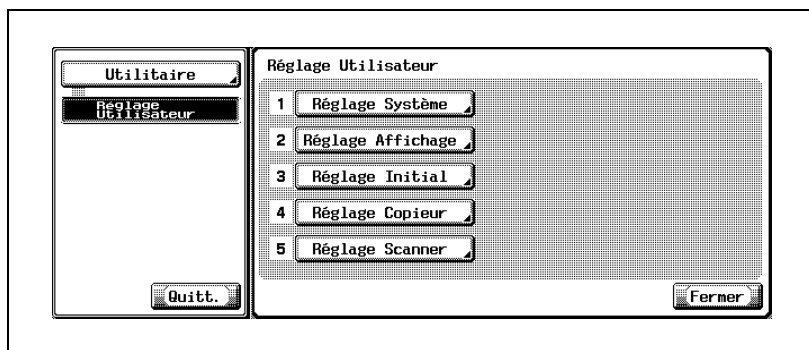 Utilitaire
Réglage
Utilisateur
Quitt.
Réglage Utilisateur
1 Réglage Système
2 Réglage Affichage
3 Réglage Initial
4 Réglage Copieur
5 Réglage Scanner
Fermer